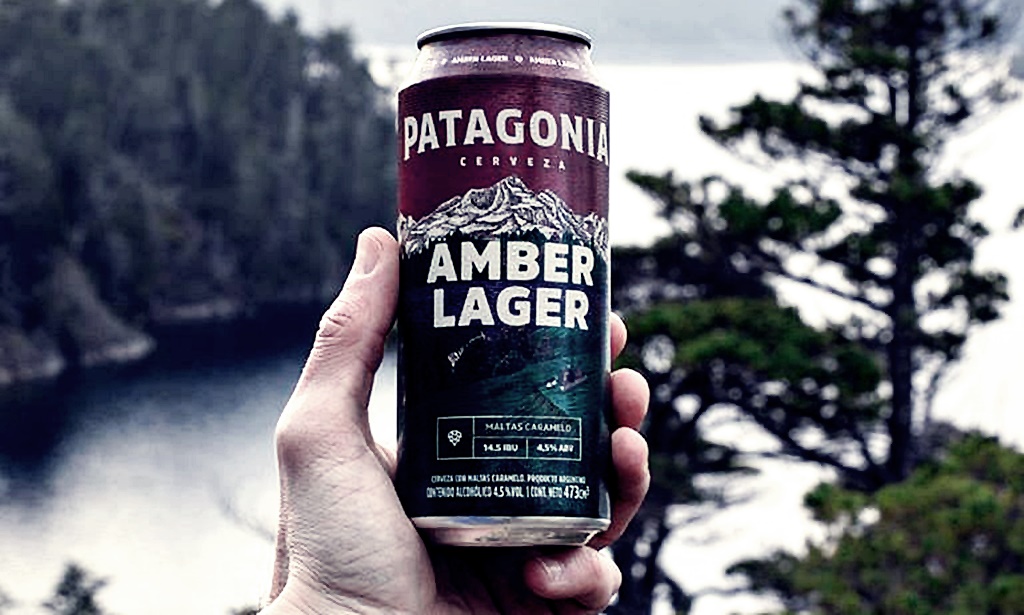 AMBER LAGER AMBER LAGER
PATAGONIA
CERVEZA
AMBER
LAGER
MALTAS CARAMELO
14.5 IBU 4,5% ABV
CERVEZA CON MALTAS CARAMELO. PRODUCTO ARGENTINO
CONTENIDO ALCOHÓLICO 4.5 %VOL | CONT. NETO 473cm³